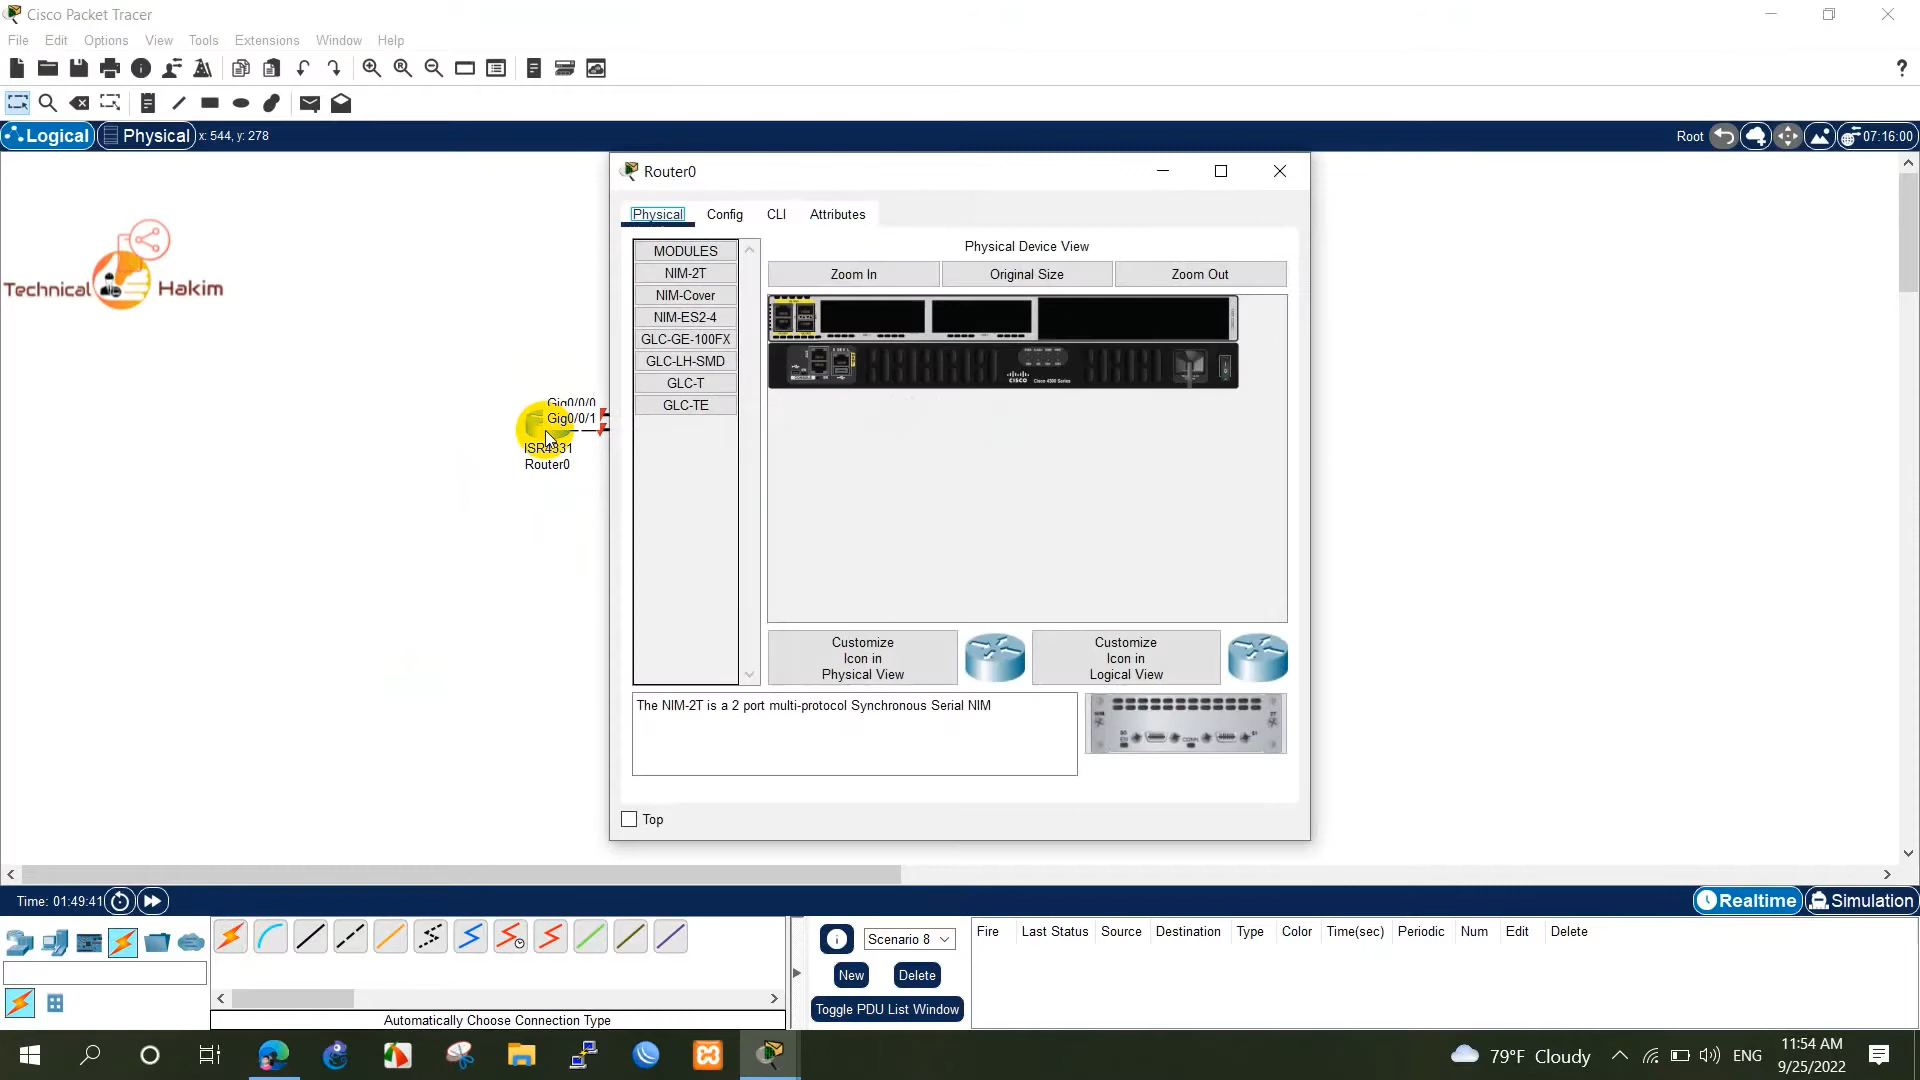 Cisco Packet Tracer
File Edit Options View Tools Extensions Window Help
?
Logical Physical x: 544, y: 278 Root 07:16:00
Router0
Physical Config CLI Attributes
MODULES
NIM-2T
NIM-Cover
NIM-ES2-4
GLC-GE-100FX
GLC-LH-SMD
GLC-T
GLC-TE
Physical Device View
Zoom In Original Size Zoom Out
CISCO Cisco 4300 Series
Technical Hakim
Gig0/0/0
Gig0/0/1
ISR4331
Router0
Customize
Icon in
Physical View
Customize
Icon in
Logical View
The NIM-2T is a 2 port multi-protocol Synchronous Serial NIM
Top
Time: 01:49:41 Realtime Simulation
Scenario 8
New Delete
Toggle PDU List Window
Fire Last Status Source Destination Type Color Time(sec) Periodic Num Edit Delete
Automatically Choose Connection Type
79°F Cloudy ENG
11:54 AM
9/25/2022